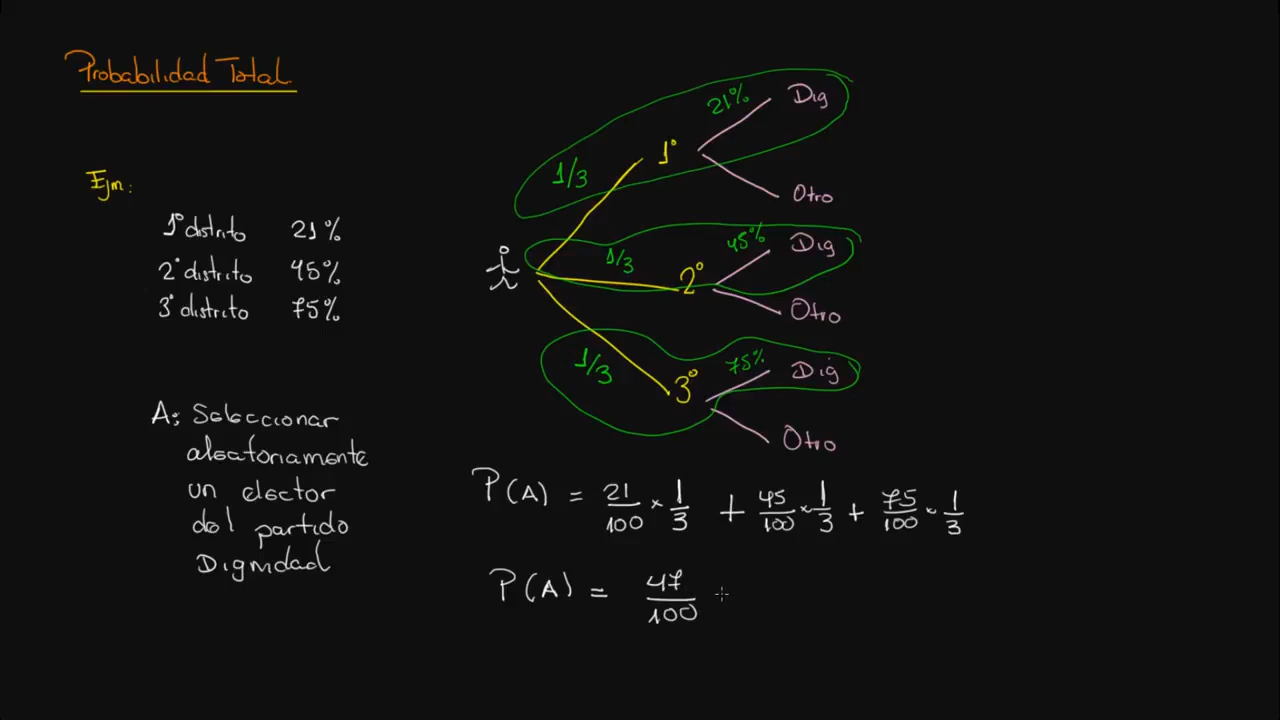 Probabilidad Total
Ejm:
1° distrito 21%
2° distrito 45%
3° distrito 75%
A: Seleccionar
aleatoriamente
un elector
del partido
Dignidad
1/3 1° 21% Dig
Otro
1/3 2° 45% Dig
Otro
1/3 3° 75% Dig
Otro
P(A) = 21/100 × 1/3 + 45/100 × 1/3 + 75/100 × 1/3
P(A) = 47/100